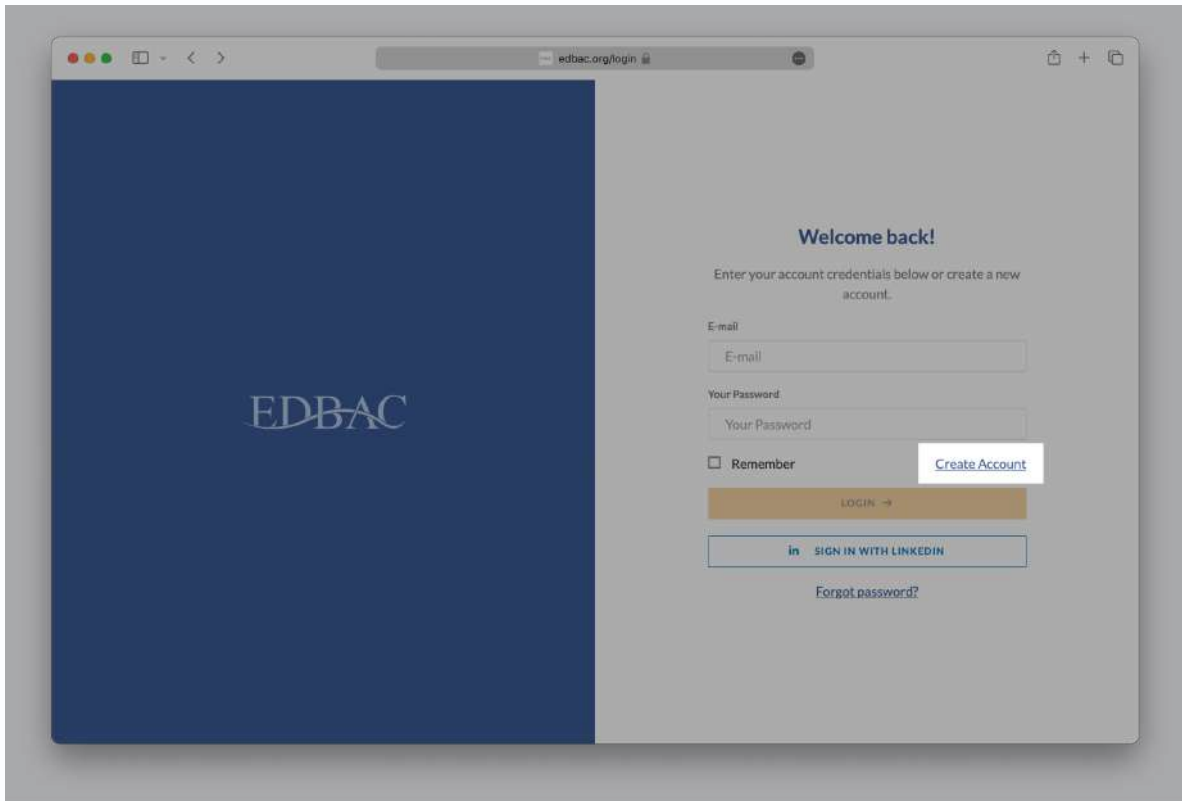 edbac.org/login
EDBAC
Welcome back!
Enter your account credentials below or create a new
account.
E-mail
E-mail
Your Password
Your Password
Remember
Create Account
LOGIN →
in SIGN IN WITH LINKEDIN
Forgot password?